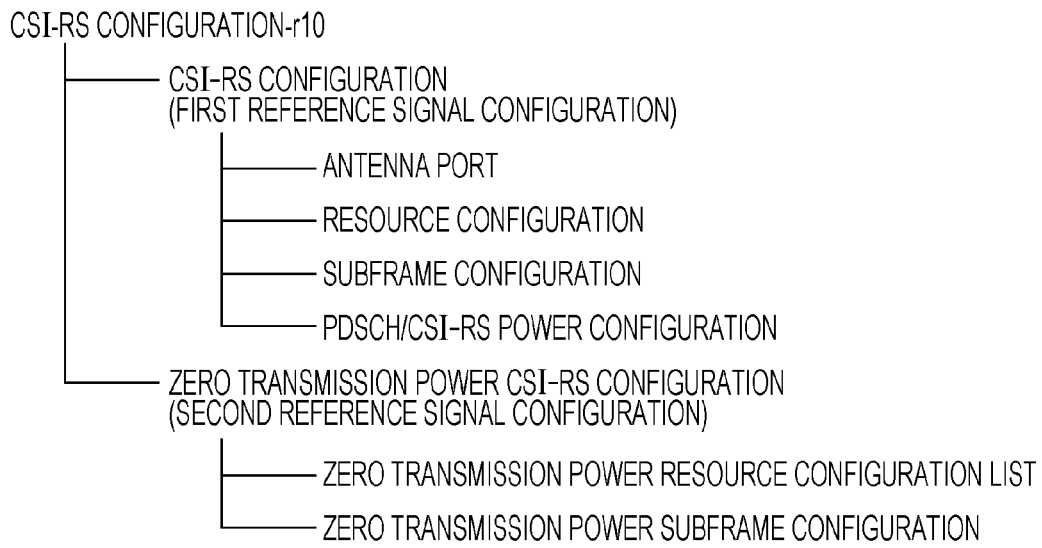 CSI-RS CONFIGURATION-r10
CSI-RS CONFIGURATION
(FIRST REFERENCE SIGNAL CONFIGURATION)
ANTENNA PORT
RESOURCE CONFIGURATION
SUBFRAME CONFIGURATION
PDSCH/CSI-RS POWER CONFIGURATION
ZERO TRANSMISSION POWER CSI-RS CONFIGURATION
(SECOND REFERENCE SIGNAL CONFIGURATION)
ZERO TRANSMISSION POWER RESOURCE CONFIGURATION LIST
ZERO TRANSMISSION POWER SUBFRAME CONFIGURATION